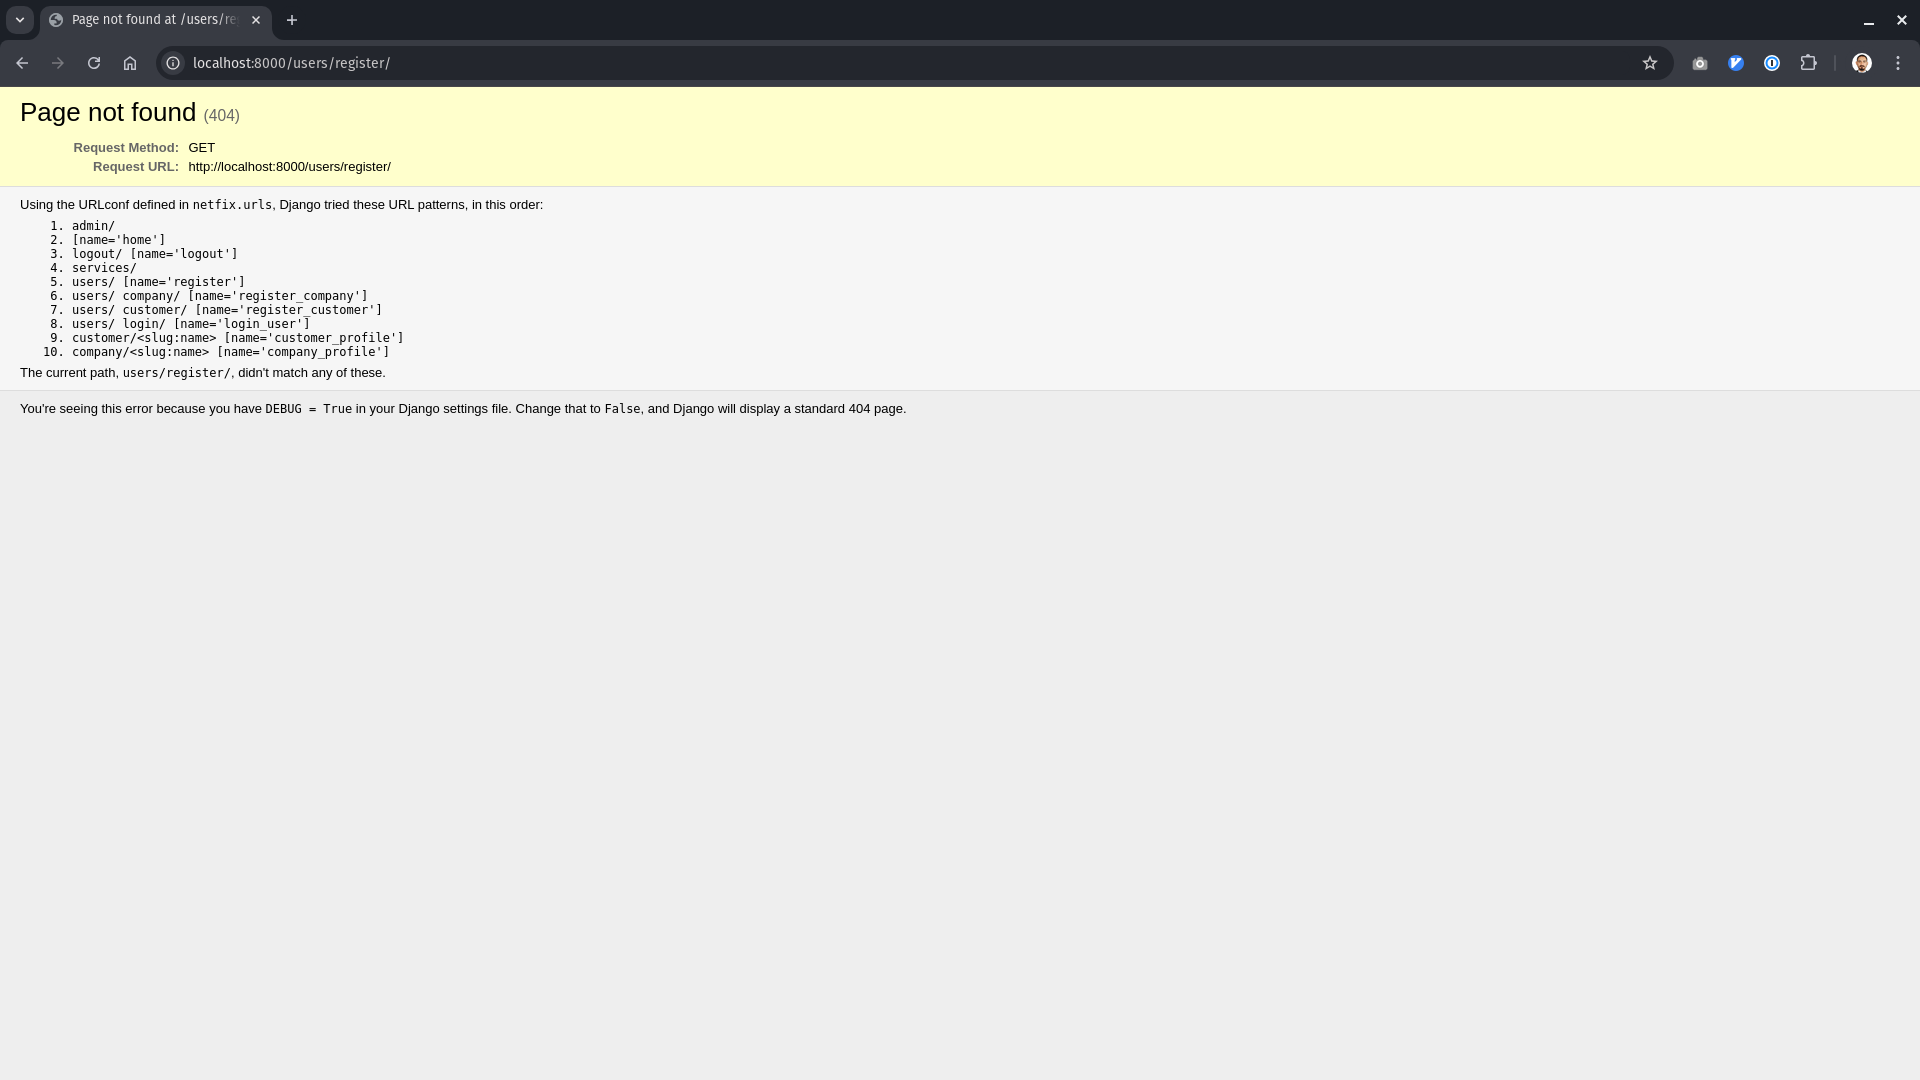 Page not found at /users/re
localhost:8000/users/register/
Page not found (404)
Request Method: GET
Request URL: http://localhost:8000/users/register/
Using the URLconf defined in netfix.urls, Django tried these URL patterns, in this order:
1. admin/
2. [name='home']
3. logout/ [name='logout']
4. services/
5. users/ [name='register']
6. users/ company/ [name='register_company']
7. users/ customer/ [name='register_customer']
8. users/ login/ [name='login_user']
9. customer/<slug:name> [name='customer_profile']
10. company/<slug:name> [name='company_profile']
The current path, users/register/, didn't match any of these.
You're seeing this error because you have DEBUG = True in your Django settings file. Change that to False, and Django will display a standard 404 page.